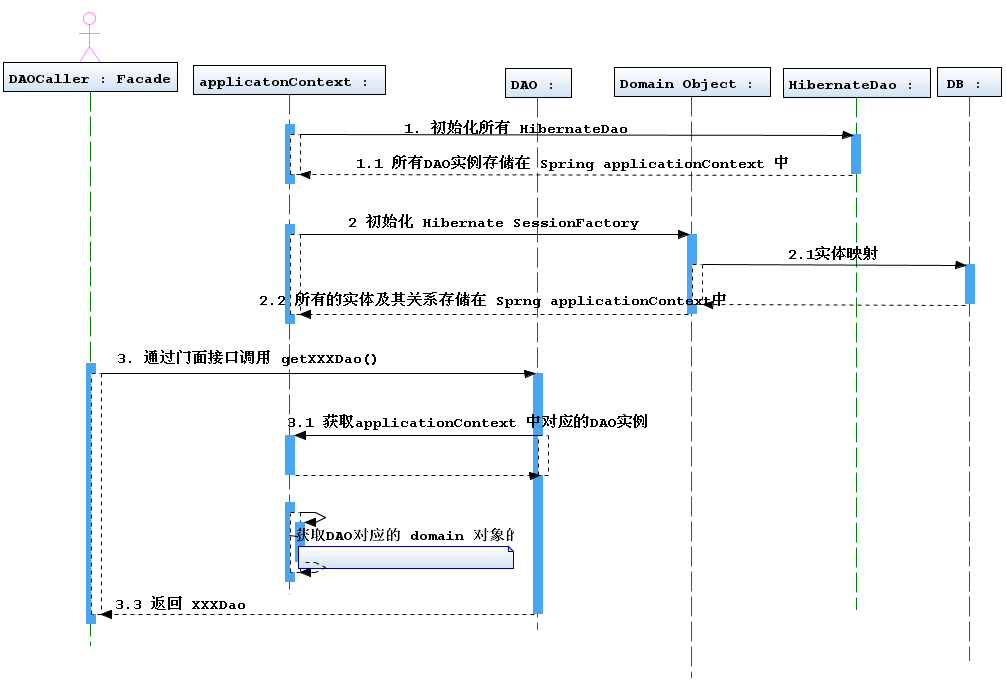 DAOCaller : Facade
applicatonContext :
DAO :
Domain Object :
HibernateDao :
DB :
1. 初始化所有 HibernateDao
1.1 所有DAO实例存储在 Spring applicationContext 中
2 初始化 Hibernate SessionFactory
2.1实体映射
2.2 所有的实体及其关系存储在 Sprng applicationContext中
3. 通过门面接口调用 getXXXDao()
3.1 获取applicationContext 中对应的DAO实例
获取DAO对应的 domain 对象的
3.3 返回 XXXDao